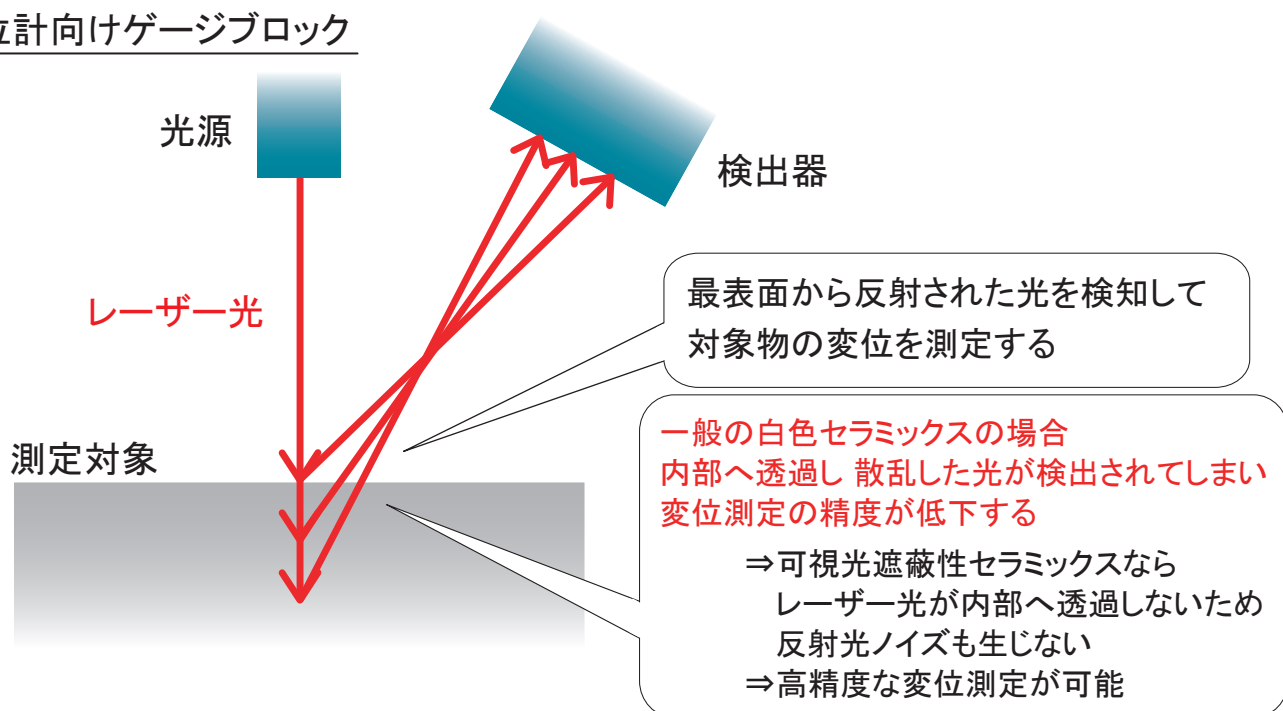 位計向けゲージブロック
光源
検出器
レーザー光
最表面から反射された光を検知して
対象物の変位を測定する
測定対象
一般の白色セラミックスの場合
内部へ透過し 散乱した光が検出されてしまい
変位測定の精度が低下する
⇒可視光遮蔽性セラミックスなら
レーザー光が内部へ透過しないため
反射光ノイズも生じない
⇒高精度な変位測定が可能